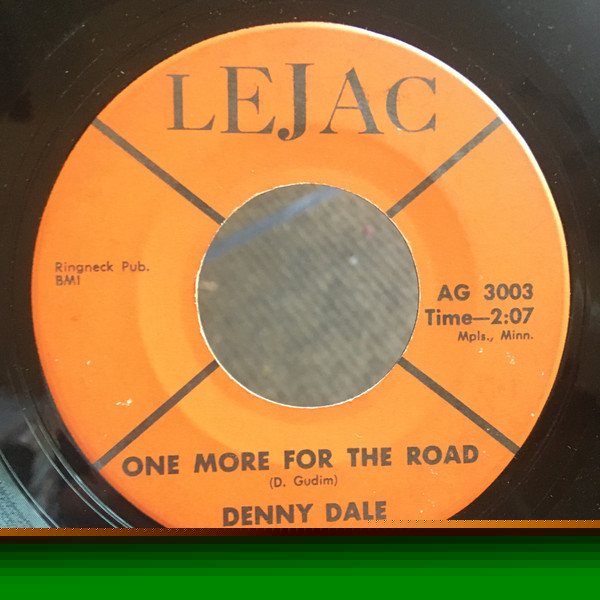 LEJAC
Ringneck Pub.
BMI
AG 3003
Time—2:07
Mpls., Minn.
ONE MORE FOR THE ROAD
(D. Gudim)
DENNY DALE